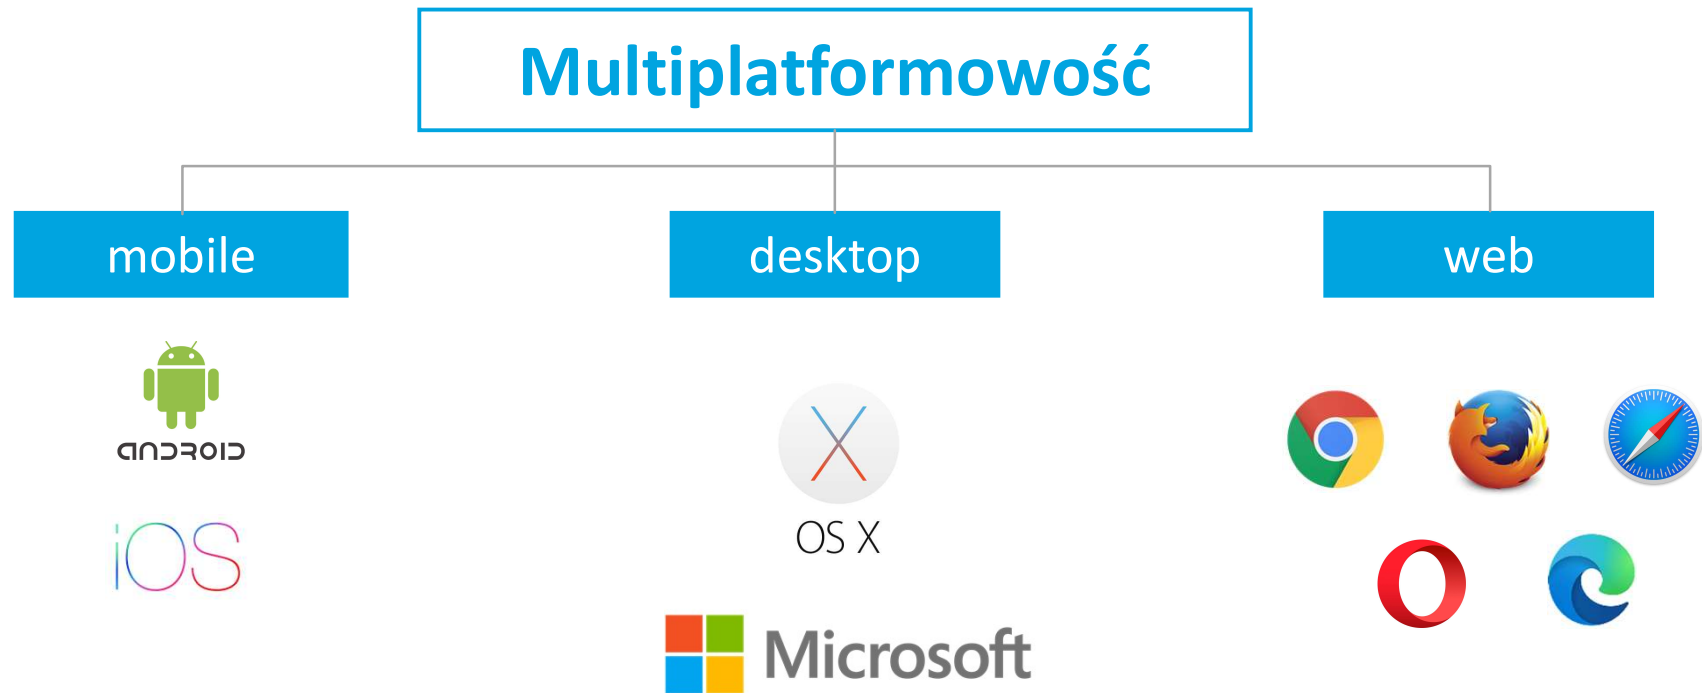 Multiplatformowość
mobile
desktop
web
android
iOS
OS X
Microsoft